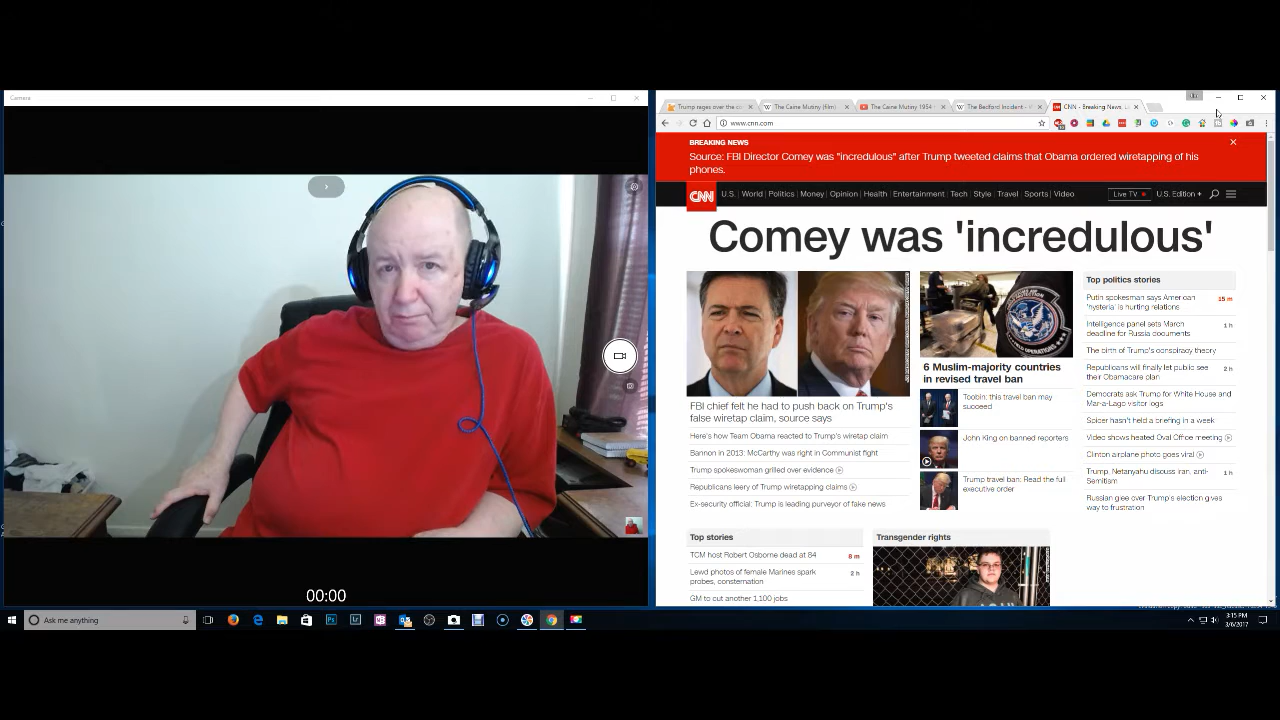 Camera
00:00
Trump rages over the do
The Caine Mutiny (film)
The Caine Mutiny 1954
The Bedford Incident - W
CNN - Breaking News, La
www.cnn.com
BREAKING NEWS
Source: FBI Director Comey was "incredulous" after Trump tweeted claims that Obama ordered wiretapping of his
phones.
CNN
U.S.
World
Politics
Money
Opinion
Health
Entertainment
Tech
Style
Travel
Sports
Video
Live TV
U.S. Edition +
Comey was 'incredulous'
FBI chief felt he had to push back on Trump's
false wiretap claim, source says
Here's how Team Obama reacted to Trump's wiretap claim
Bannon in 2013: McCarthy was right in Communist fight
Trump spokeswoman grilled over evidence
Republicans leery of Trump wiretapping claims
Ex-security official: Trump is leading purveyor of fake news
6 Muslim-majority countries
in revised travel ban
Toobin: this travel ban may
succeed
John King on banned reporters
Trump travel ban: Read the full
executive order
Top politics stories
Putin spokesman says American
'hysteria' is hurting relations
15 m
Intelligence panel sets March
deadline for Russia documents
1 h
The birth of Trump's conspiracy theory
Republicans will finally let public see
their Obamacare plan
2 h
Democrats ask Trump for White House and
Mar-a-Lago visitor logs
Spicer hasn't held a briefing in a week
Video shows heated Oval Office meeting
Clinton airplane photo goes viral
Trump, Netanyahu discuss Iran, anti-
Semitism
1 h
Russian glee over Trump's election gives
way to frustration
Top stories
TCM host Robert Osborne dead at 84
8 m
Lewd photos of female Marines spark
probes, consternation
2 h
GM to cut another 1,100 jobs
Transgender rights
Ask me anything
3:15 PM
3/6/2017